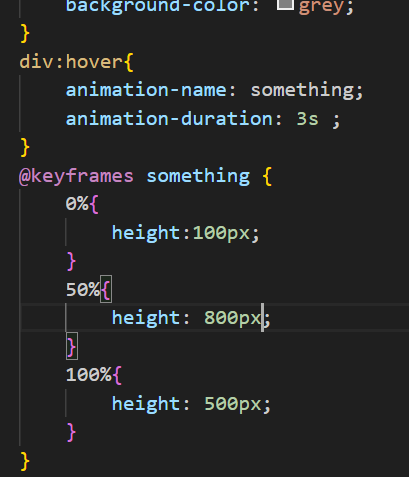 background-color: grey;
}
div:hover{
animation-name: something;
animation-duration: 3s ;
}
@keyframes something {
0%{
height:100px;
}
50%{
height: 800px;
}
100%{
height: 500px;
}
}